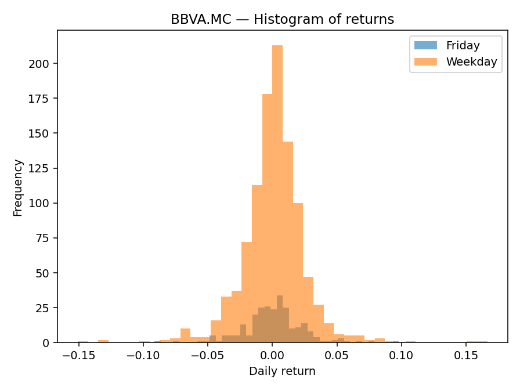 BBVA.MC — Histogram of returns
Friday
Weekday
Frequency
200
175
150
125
100
75
50
25
0
−0.15 −0.10 −0.05 0.00 0.05 0.10 0.15
Daily return